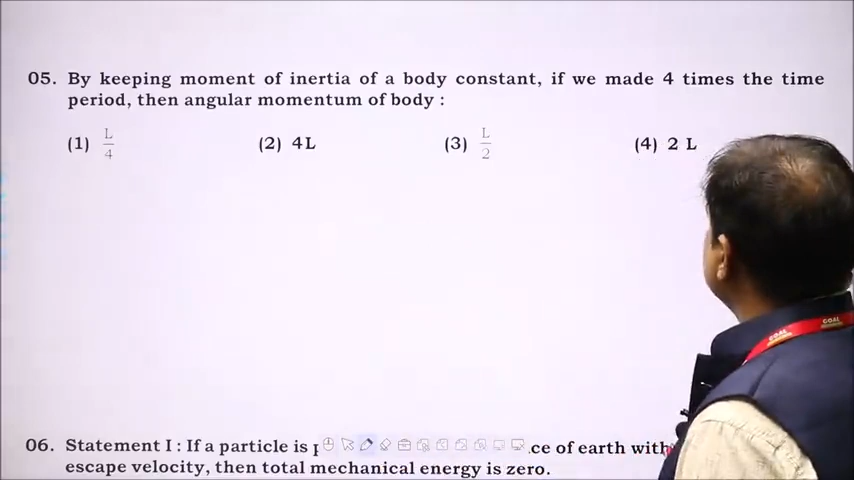 05. By keeping moment of inertia of a body constant, if we made 4 times the time
period, then angular momentum of body :
(1) L/4 (2) 4L (3) L/2 (4) 2 L
GOAL GOAL
06. Statement I : If a particle is ce of earth with
escape velocity, then total mechanical energy is zero.